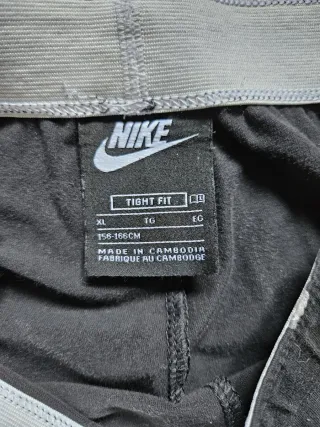 NIKE
TIGHT FIT
XL TG EG
156-166CM
MADE IN CAMBODIA
FABRIQUE AU CAMBODGE